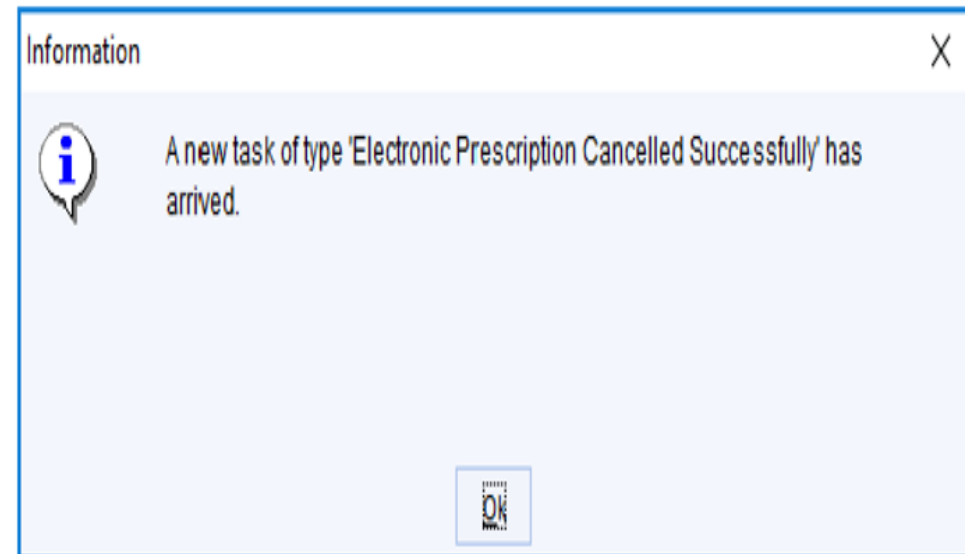 Information
A new task of type 'Electronic Prescription Cancelled Successfully' has
arrived.
Ok